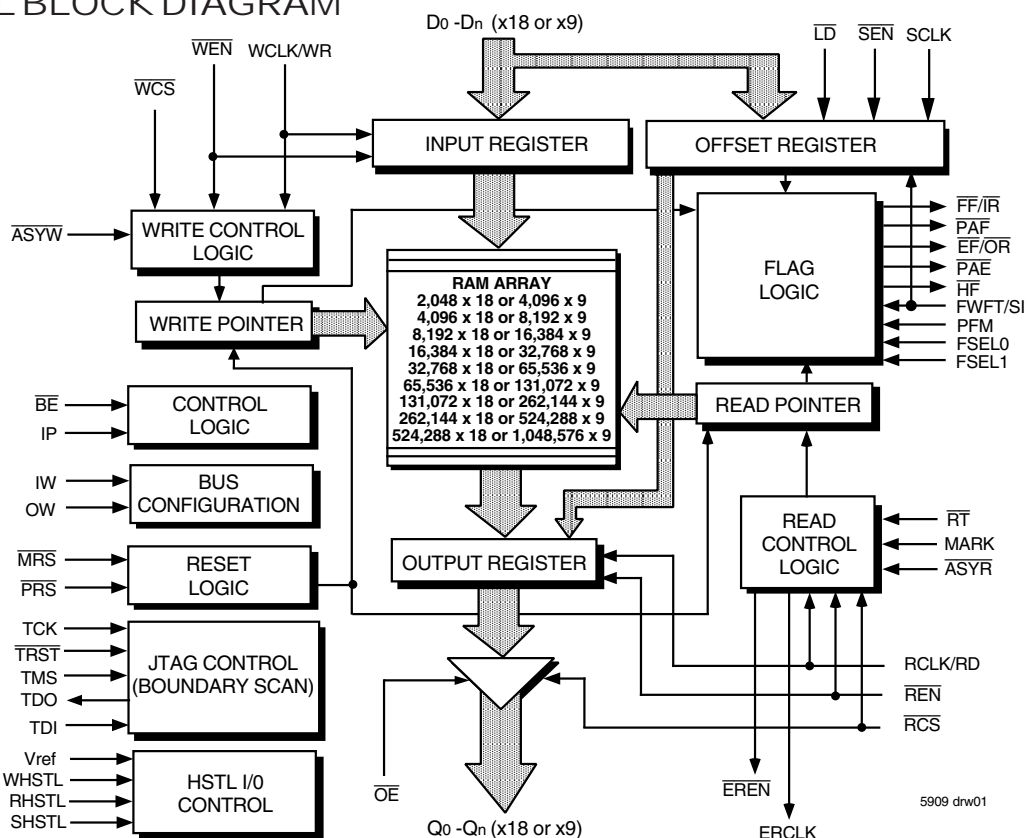 L BLOCK DIAGRAM
D0 -Dn (x18 or x9)
WEN WCLK/WR
LD SEN SCLK
WCS
INPUT REGISTER
OFFSET REGISTER
ASYW
WRITE CONTROL
LOGIC
FLAG
LOGIC
FF/IR
PAF
EF/OR
PAE
HF
FWFT/SI
PFM
FSEL0
FSEL1
WRITE POINTER
RAM ARRAY
2,048 x 18 or 4,096 x 9
4,096 x 18 or 8,192 x 9
8,192 x 18 or 16,384 x 9
16,384 x 18 or 32,768 x 9
32,768 x 18 or 65,536 x 9
65,536 x 18 or 131,072 x 9
131,072 x 18 or 262,144 x 9
262,144 x 18 or 524,288 x 9
524,288 x 18 or 1,048,576 x 9
READ POINTER
BE
IP
CONTROL
LOGIC
IW
OW
BUS
CONFIGURATION
READ
CONTROL
LOGIC
RT
MARK
ASYR
MRS
PRS
RESET
LOGIC
OUTPUT REGISTER
TCK
TRST
TMS
TDO
TDI
JTAG CONTROL
(BOUNDARY SCAN)
RCLK/RD
REN
RCS
Vref
WHSTL
RHSTL
SHSTL
HSTL I/0
CONTROL
OE
EREN
ERCLK
5909 drw01
Q0 -Qn (x18 or x9)